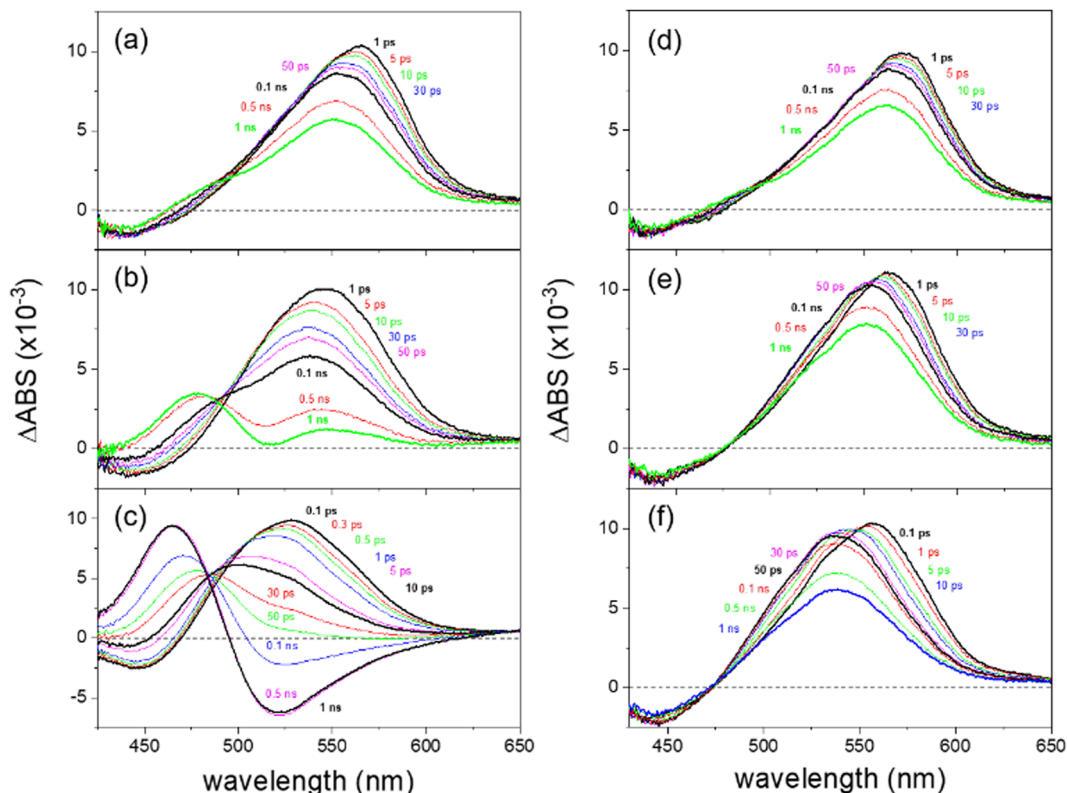 (a)
1 ps
5 ps
10 ps
30 ps
50 ps
0.1 ns
0.5 ns
1 ns
10
5
0
(b)
1 ps
5 ps
10 ps
30 ps
50 ps
0.1 ns
0.5 ns
1 ns
10
5
0
(c)
0.1 ps
0.3 ps
0.5 ps
1 ps
5 ps
10 ps
30 ps
50 ps
0.1 ns
0.5 ns
1 ns
10
5
0
-5
450 500 550 600 650
wavelength (nm)
ΔABS (x10⁻³)
(d)
1 ps
5 ps
10 ps
30 ps
50 ps
0.1 ns
0.5 ns
1 ns
10
5
0
(e)
1 ps
5 ps
10 ps
30 ps
50 ps
0.1 ns
0.5 ns
1 ns
10
5
0
(f)
0.1 ps
1 ps
5 ps
10 ps
30 ps
50 ps
0.1 ns
0.5 ns
1 ns
10
5
0
450 500 550 600 650
wavelength (nm)
ΔABS (x10⁻³)